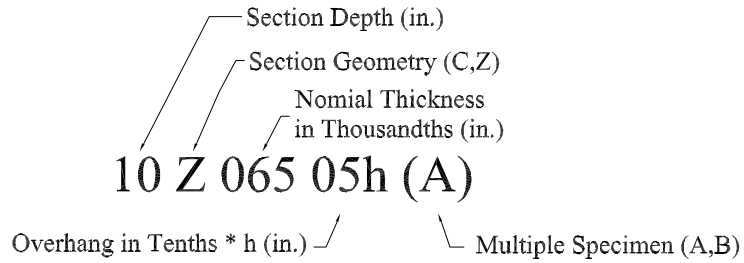 Section Depth (in.)
Section Geometry (C,Z)
Nomial Thickness
in Thousandths (in.)
10 Z 065 05h (A)
Overhang in Tenths * h (in.)
Multiple Specimen (A,B)